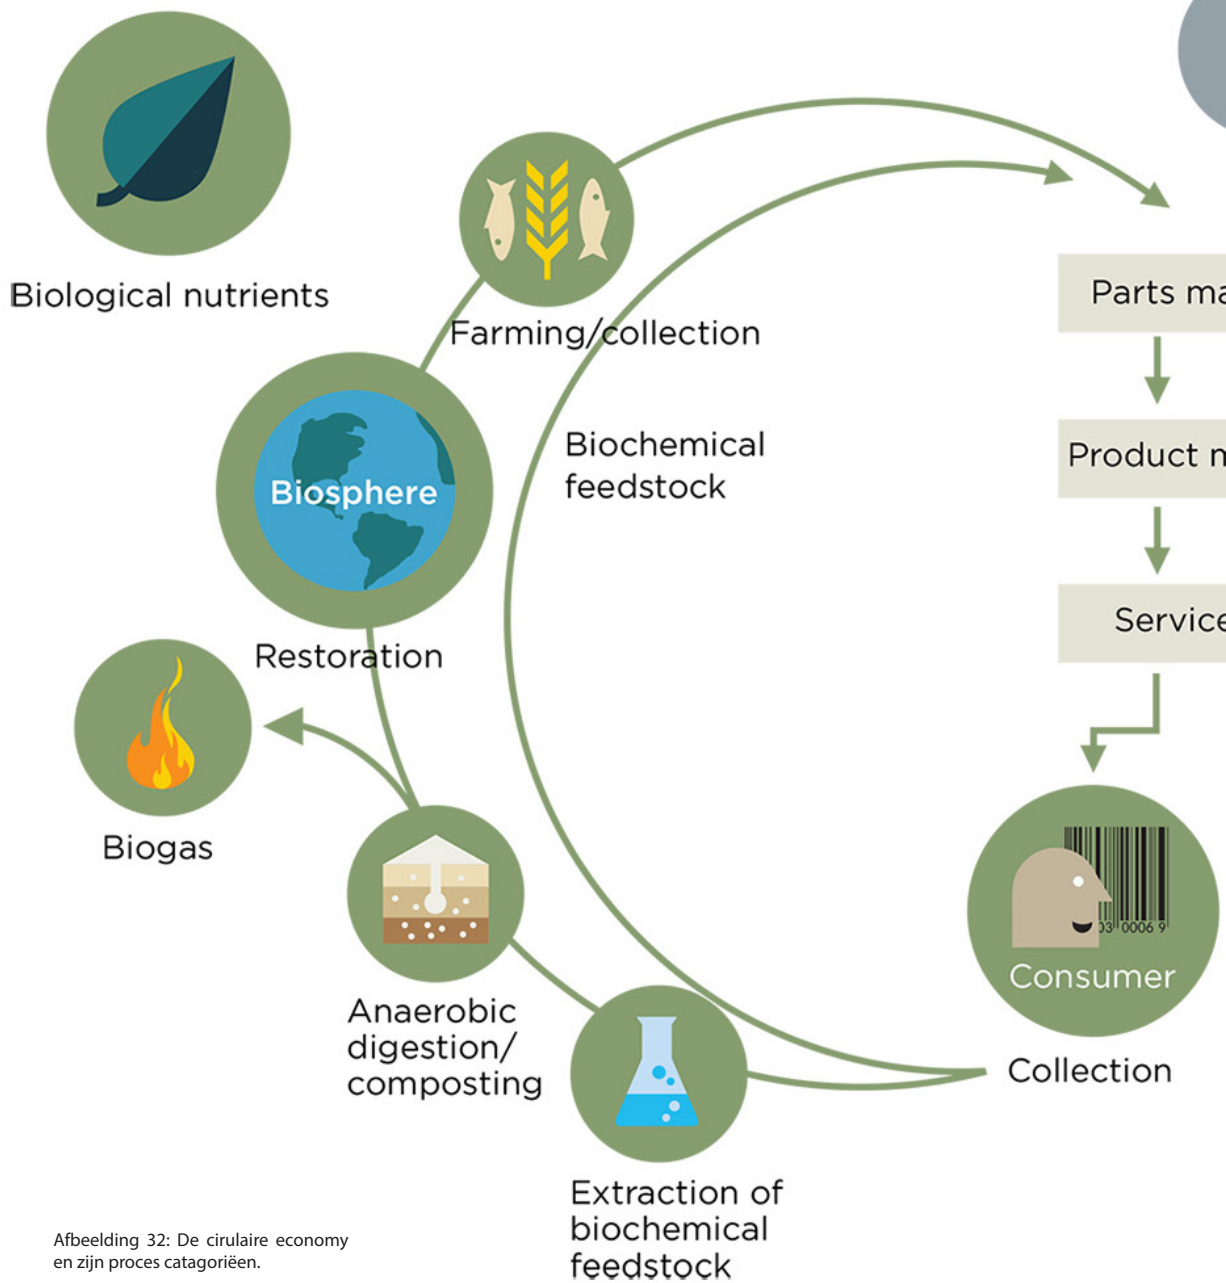 Biological nutrients
Farming/collection
Parts ma
Biochemical
feedstock
Product m
Biosphere
Restoration
Service
Biogas
03 0006 9
Consumer
Anaerobic
digestion/
composting
Collection
Extraction of
biochemical
feedstock
Afbeelding 32: De cirulaire economy
en zijn proces catagoriëen.